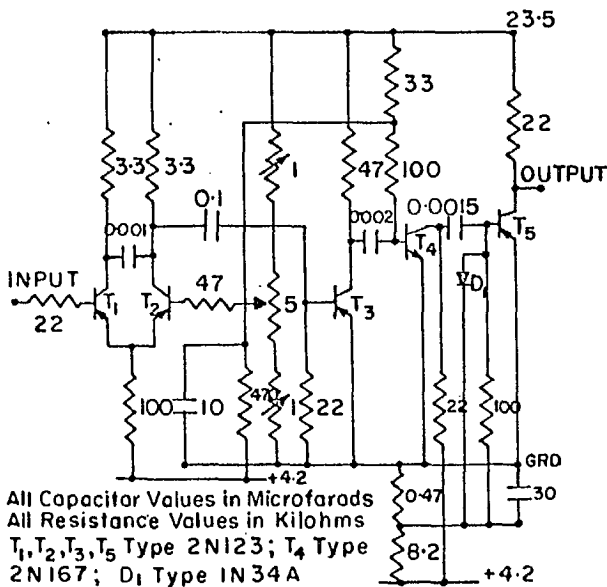 23.5
33
22
3.3
3.3
1
47
100
OUTPUT
0.1
0.002
0.0015
0.001
T4
T5
INPUT
47
D1
T1
T2
5
T3
22
100
10
470
1
22
22
100
GRD
+4.2
0.47
30
All Capacitor Values in Microfarads
All Resistance Values in Kilohms
T1,T2,T3,T5 Type 2N123; T4 Type
2N167; D1 Type 1N34A
8.2
+4.2